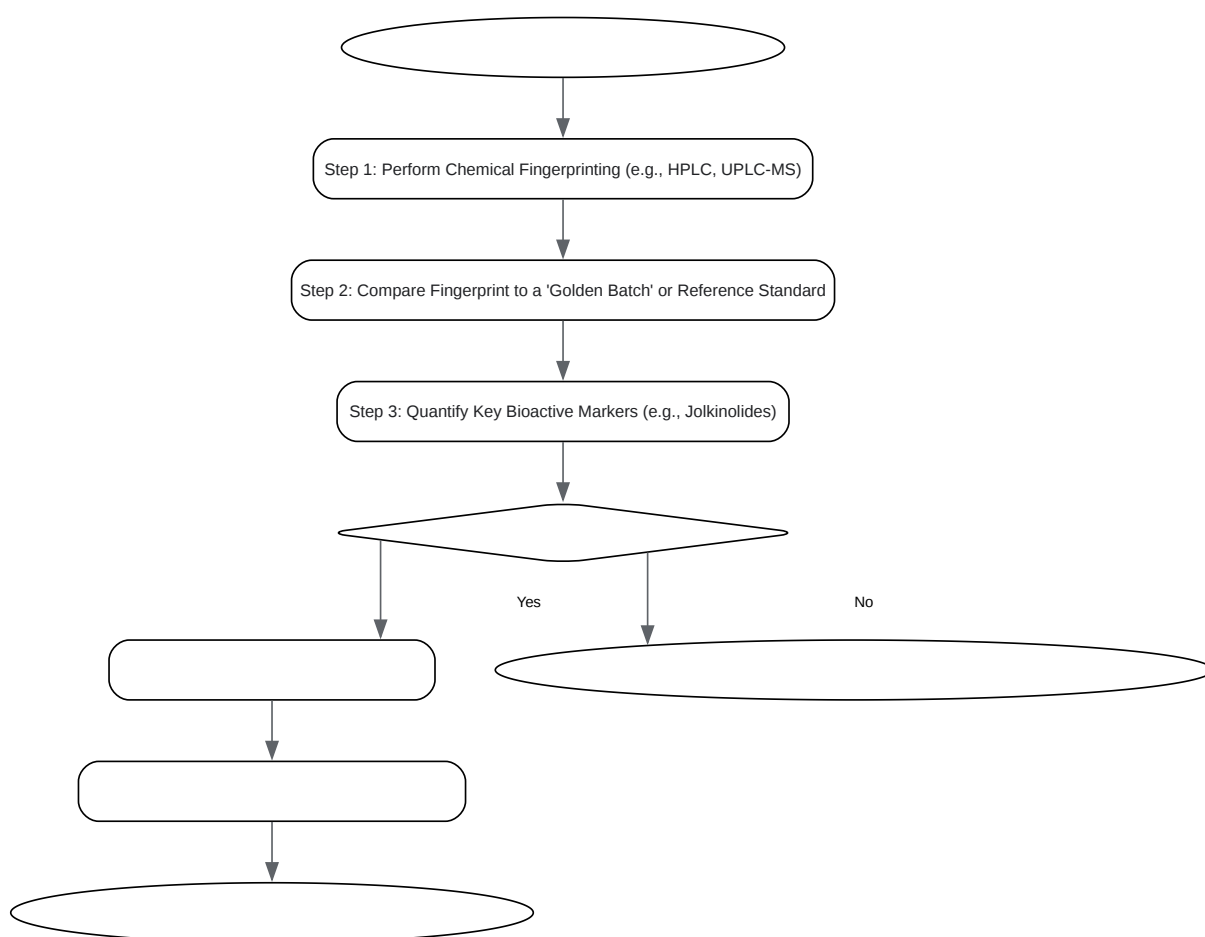 Step 1: Perform Chemical Fingerprinting (e.g., HPLC, UPLC-MS)
Step 2: Compare Fingerprint to a 'Golden Batch' or Reference Standard
Step 3: Quantify Key Bioactive Markers (e.g., Jolkinolides)
Yes
No